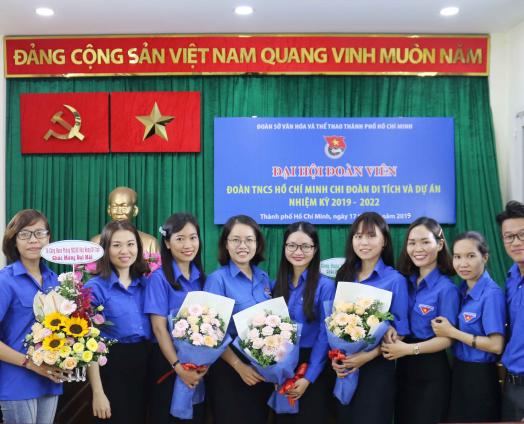 ĐẢNG CỘNG SẢN VIỆT NAM QUANG VINH MUÔN NĂM
ĐOÀN SỞ VĂN HÓA VÀ THỂ THAO THÀNH PHỐ HỒ CHÍ MINH
ĐẠI HỘI ĐOÀN VIÊN
ĐOÀN TNCS HỒ CHÍ MINH CHI ĐOÀN DI TÍCH VÀ DỰ ÁN
NHIỆM KỲ 2019 - 2022
Thành phố Hồ Chí Minh, ngày 2019
Chúc Mừng Đại Hội